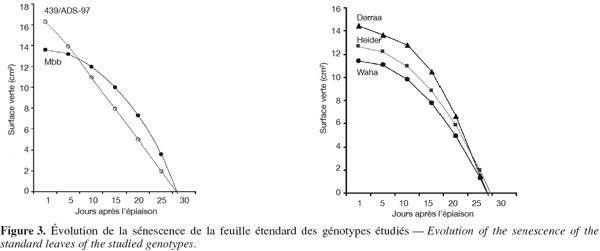 18
16
14
12
10
8
6
4
2
0
Surface verte (cm²)
439/ADS-97
Mbb
1 5 10 15 20 25 30
Jours après l'épiaison
16
14
12
10
8
6
4
2
0
Surface verte (cm²)
Derraa
Heider
Waha
1 5 10 15 20 25 30
Jours après l'épiaison
Figure 3. Évolution de la sénescence de la feuille étendard des génotypes étudiés — Evolution of the senescence of the
standard leaves of the studied genotypes.